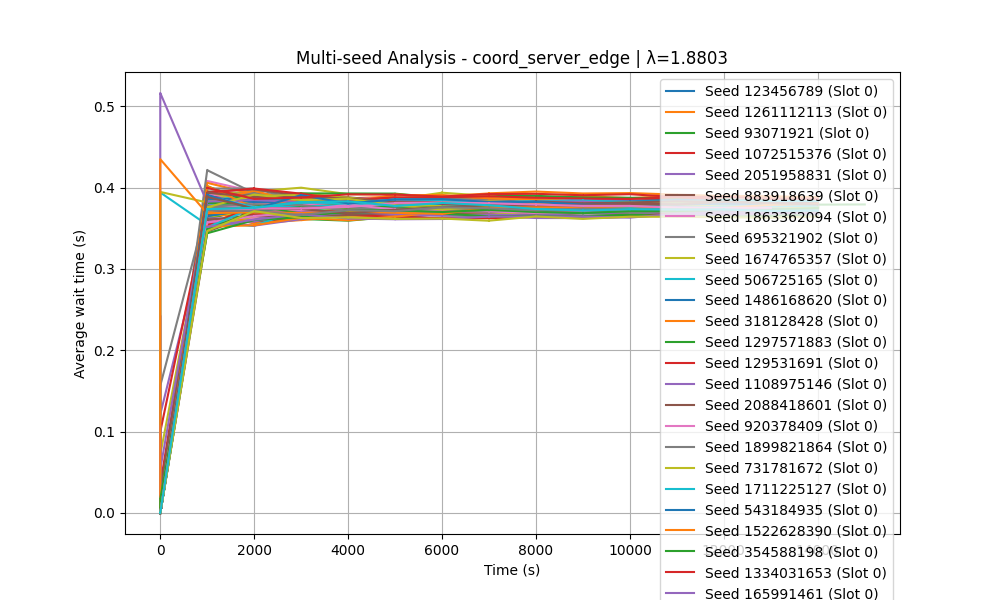 Multi-seed Analysis - coord_server_edge | λ=1.8803
Average wait time (s)
0.5
0.4
0.3
0.2
0.1
0.0
0
2000
4000
6000
8000
10000
Time (s)
Seed 123456789 (Slot 0)
Seed 1261112113 (Slot 0)
Seed 93071921 (Slot 0)
Seed 1072515376 (Slot 0)
Seed 2051958831 (Slot 0)
Seed 883918639 (Slot 0)
Seed 1863362094 (Slot 0)
Seed 695321902 (Slot 0)
Seed 1674765357 (Slot 0)
Seed 506725165 (Slot 0)
Seed 1486168620 (Slot 0)
Seed 318128428 (Slot 0)
Seed 1297571883 (Slot 0)
Seed 129531691 (Slot 0)
Seed 1108975146 (Slot 0)
Seed 2088418601 (Slot 0)
Seed 920378409 (Slot 0)
Seed 1899821864 (Slot 0)
Seed 731781672 (Slot 0)
Seed 1711225127 (Slot 0)
Seed 543184935 (Slot 0)
Seed 1522628390 (Slot 0)
Seed 354588198 (Slot 0)
Seed 1334031653 (Slot 0)
Seed 165991461 (Slot 0)